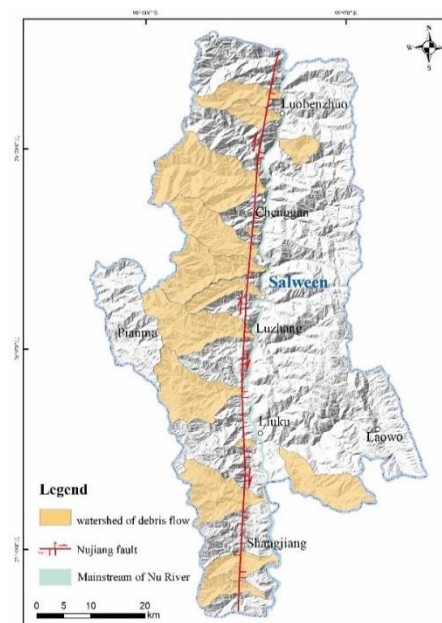 N
W
E
S
Luobenzhuo
Chenggan
Salween
Pianma
Luzhang
Liuku
Laowo
Legend
watershed of debris flow
Nujiang fault
Shangjiang
Mainstream of Nu River
0 5 10 20
km